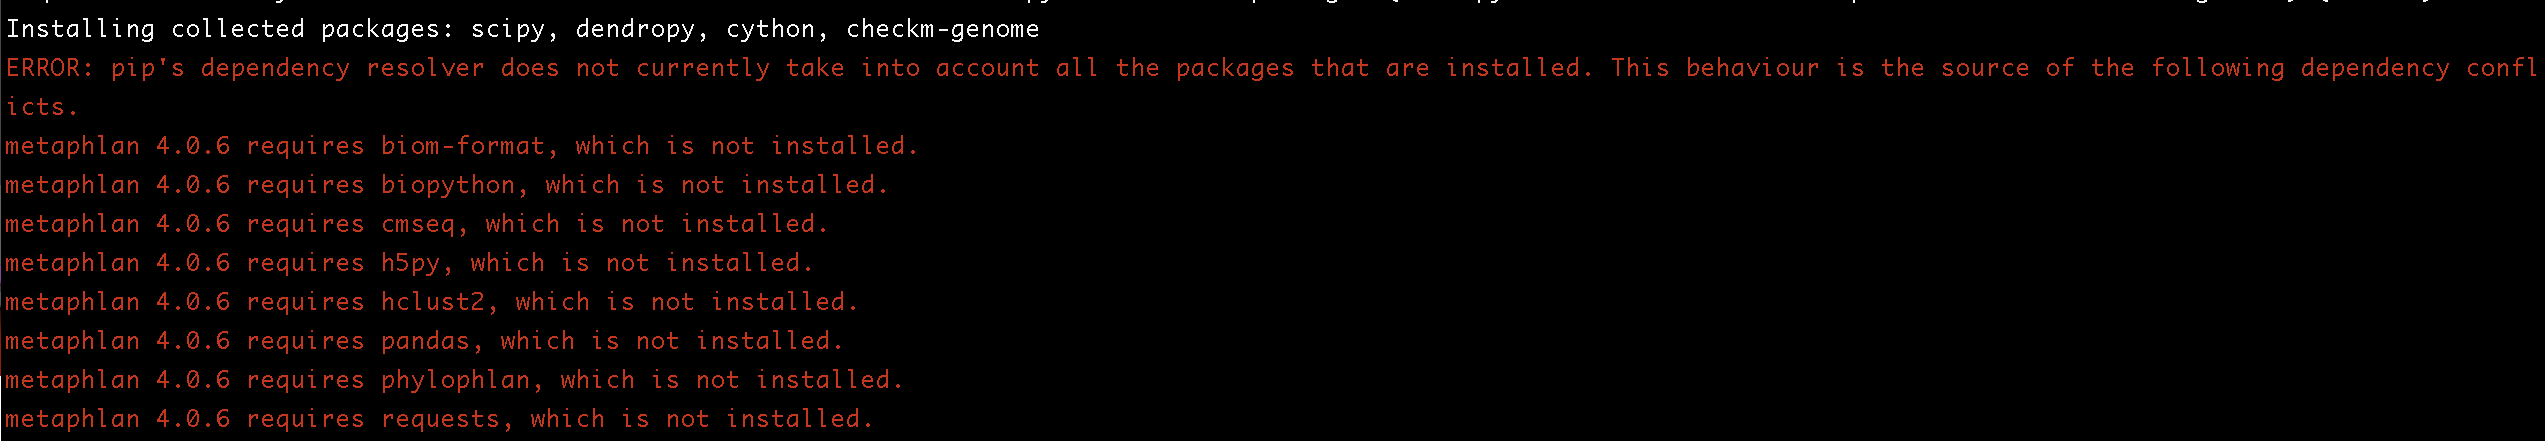 Installing collected packages: scipy, dendropy, cython, checkm-genome
ERROR: pip's dependency resolver does not currently take into account all the packages that are installed. This behaviour is the source of the following dependency confl
icts.
metaphlan 4.0.6 requires biom-format, which is not installed.
metaphlan 4.0.6 requires biopython, which is not installed.
metaphlan 4.0.6 requires cmseq, which is not installed.
metaphlan 4.0.6 requires h5py, which is not installed.
metaphlan 4.0.6 requires hclust2, which is not installed.
metaphlan 4.0.6 requires pandas, which is not installed.
metaphlan 4.0.6 requires phylophlan, which is not installed.
metaphlan 4.0.6 requires requests, which is not installed.